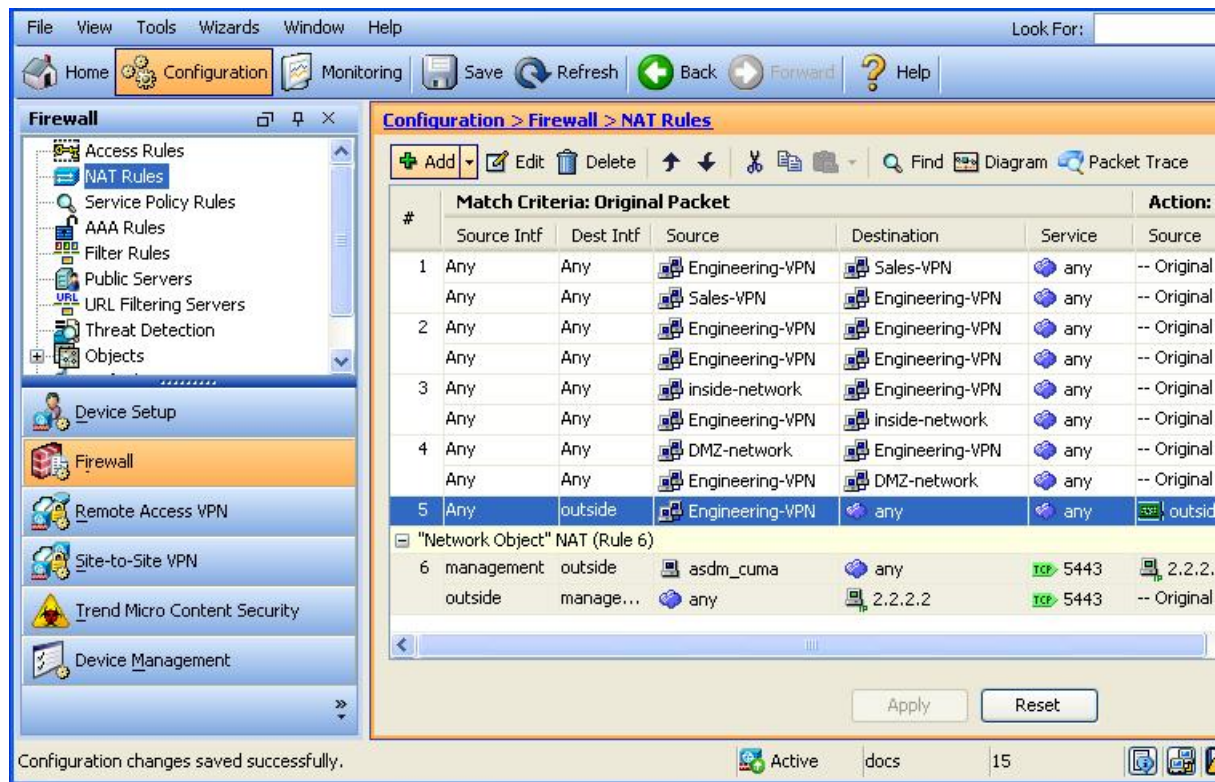 File View Tools Wizards Window Help Look For:
Home Configuration Monitoring Save Refresh Back Forward Help
Firewall
Access Rules
NAT Rules
Service Policy Rules
AAA Rules
Filter Rules
Public Servers
URL Filtering Servers
Threat Detection
Objects
Device Setup
Firewall
Remote Access VPN
Site-to-Site VPN
Trend Micro Content Security
Device Management
Configuration > Firewall > NAT Rules
Add Edit Delete Find Diagram Packet Trace
# Match Criteria: Original Packet Action:
Source Intf Dest Intf Source Destination Service Source
1 Any Any Engineering-VPN Sales-VPN any -- Original
Any Any Sales-VPN Engineering-VPN any -- Original
2 Any Any Engineering-VPN Engineering-VPN any -- Original
Any Any Engineering-VPN Engineering-VPN any -- Original
3 Any Any inside-network Engineering-VPN any -- Original
Any Any Engineering-VPN inside-network any -- Original
4 Any Any DMZ-network Engineering-VPN any -- Original
Any Any Engineering-VPN DMZ-network any -- Original
5 Any outside Engineering-VPN any any outsid
"Network Object" NAT (Rule 6)
6 management outside asdm_cuma any TCP 5443 2.2.2.
outside manage... any 2.2.2.2 TCP 5443 -- Original
Apply Reset
Configuration changes saved successfully. Active docs 15